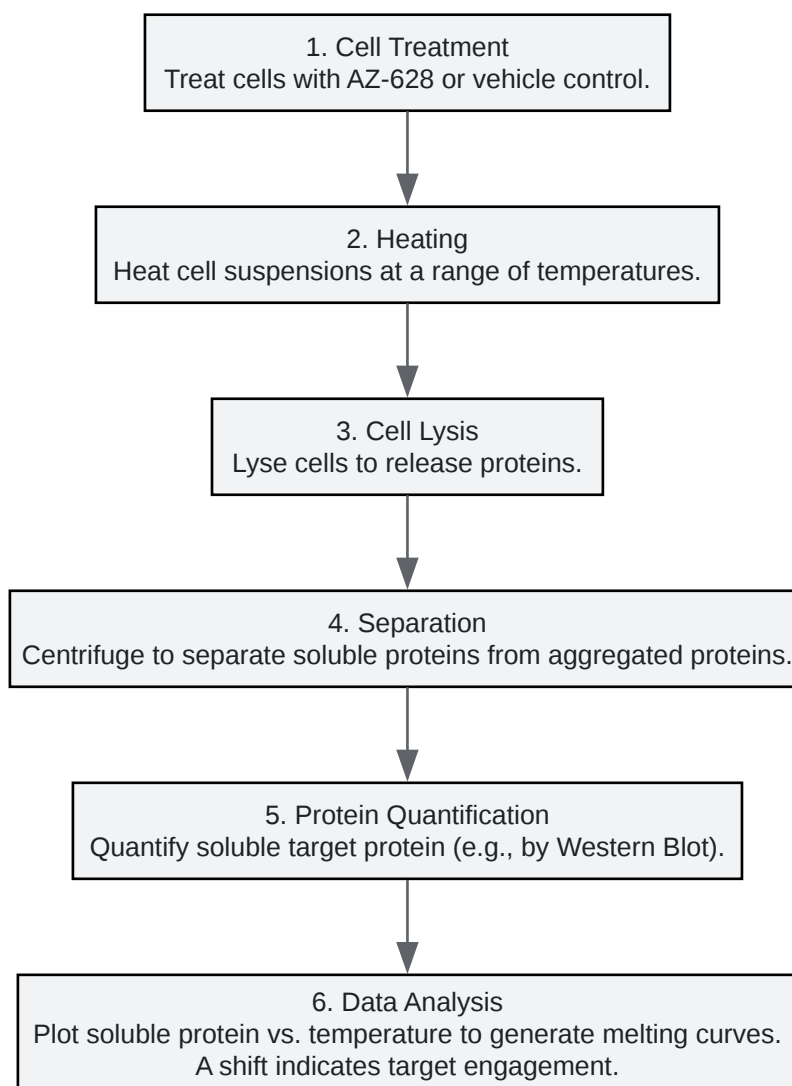 1. Cell Treatment
Treat cells with AZ-628 or vehicle control.
2. Heating
Heat cell suspensions at a range of temperatures.
3. Cell Lysis
Lyse cells to release proteins.
4. Separation
Centrifuge to separate soluble proteins from aggregated proteins.
5. Protein Quantification
Quantify soluble target protein (e.g., by Western Blot).
6. Data Analysis
Plot soluble protein vs. temperature to generate melting curves.
A shift indicates target engagement.